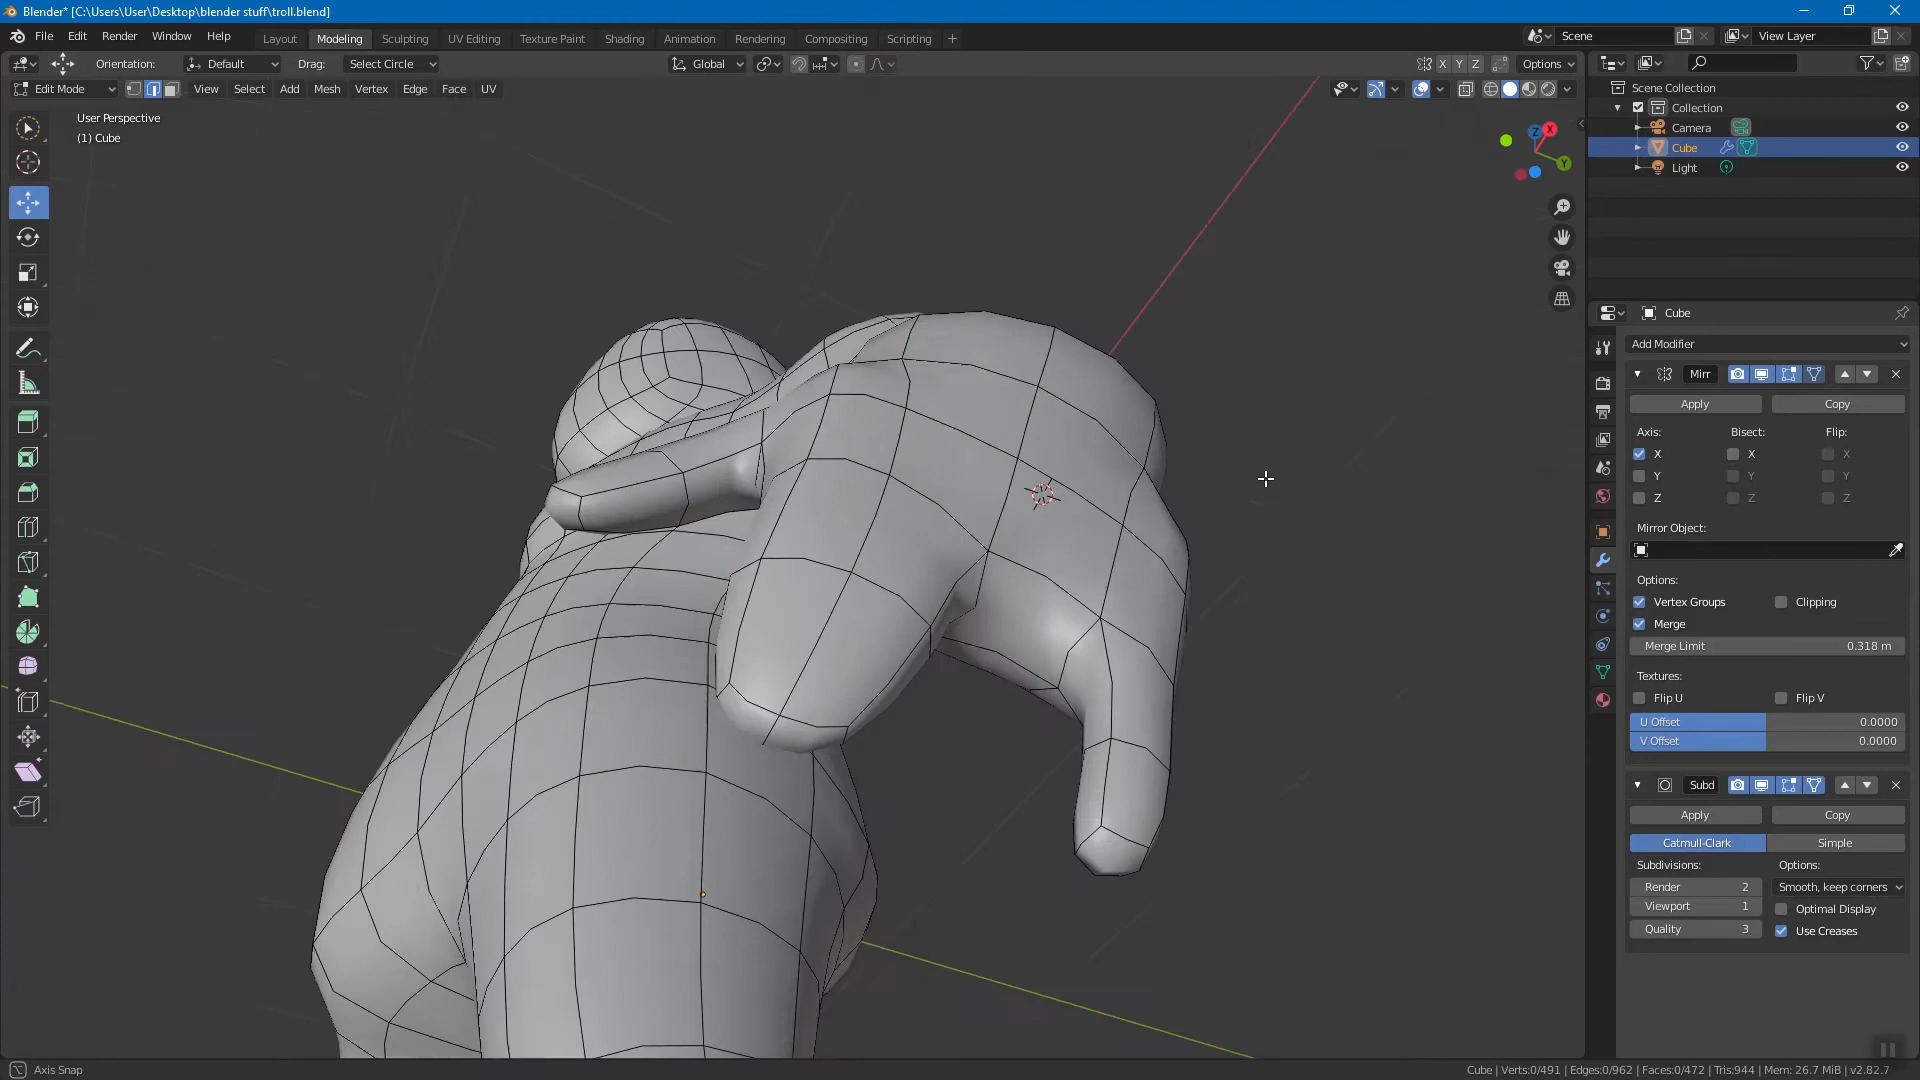 Blender* [C:\Users\User\Desktop\blender stuff\troll.blend]
File Edit Render Window Help Layout Modeling Sculpting UV Editing Texture Paint Shading Animation Rendering Compositing Scripting + Scene View Layer
Orientation: Default Drag: Select Circle Global X Y Z Options
Edit Mode View Select Add Mesh Vertex Edge Face UV
User Perspective
(1) Cube
Z X Y
Scene Collection
Collection
Camera
Cube
Light
Cube
Add Modifier
Mirr
Apply Copy
Axis: Bisect: Flip:
X X X
Y Y Y
Z Z Z
Mirror Object:
Options:
Vertex Groups Clipping
Merge
Merge Limit 0.318 m
Textures:
Flip U Flip V
U Offset 0.0000
V Offset 0.0000
Subd
Apply Copy
Catmull-Clark Simple
Subdivisions: Options:
Render 2 Smooth, keep corners
Viewport 1 Optimal Display
Quality 3 Use Creases
Axis Snap Cube | Verts:0/491 | Edges:0/962 | Faces:0/472 | Tris:944 | Mem: 26.7 MiB | v2.82.7